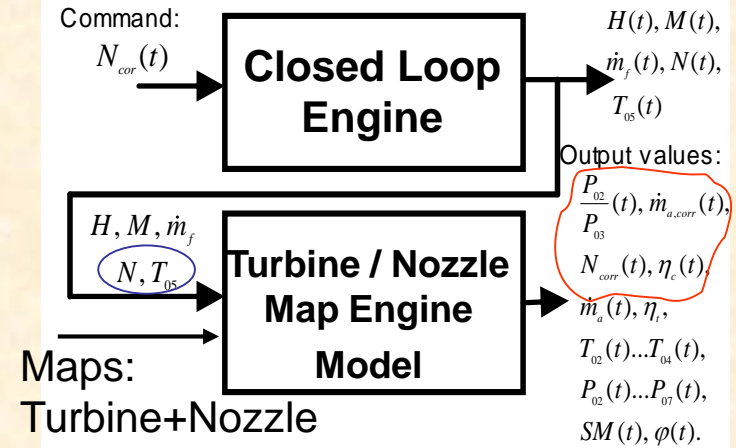 Command:
N_cor(t)
Closed Loop
Engine
H(t), M(t),
ṁ_f(t), N(t),
T_05(t)
Output values:
P_02/P_03(t), ṁ_a,corr(t),
N_corr(t), η_c(t),
ṁ_a(t), η_t,
T_02(t)...T_04(t),
P_02(t)...P_07(t),
SM(t), φ(t).
H, M, ṁ_f
N, T_05
Turbine / Nozzle
Map Engine
Model
Maps:
Turbine+Nozzle